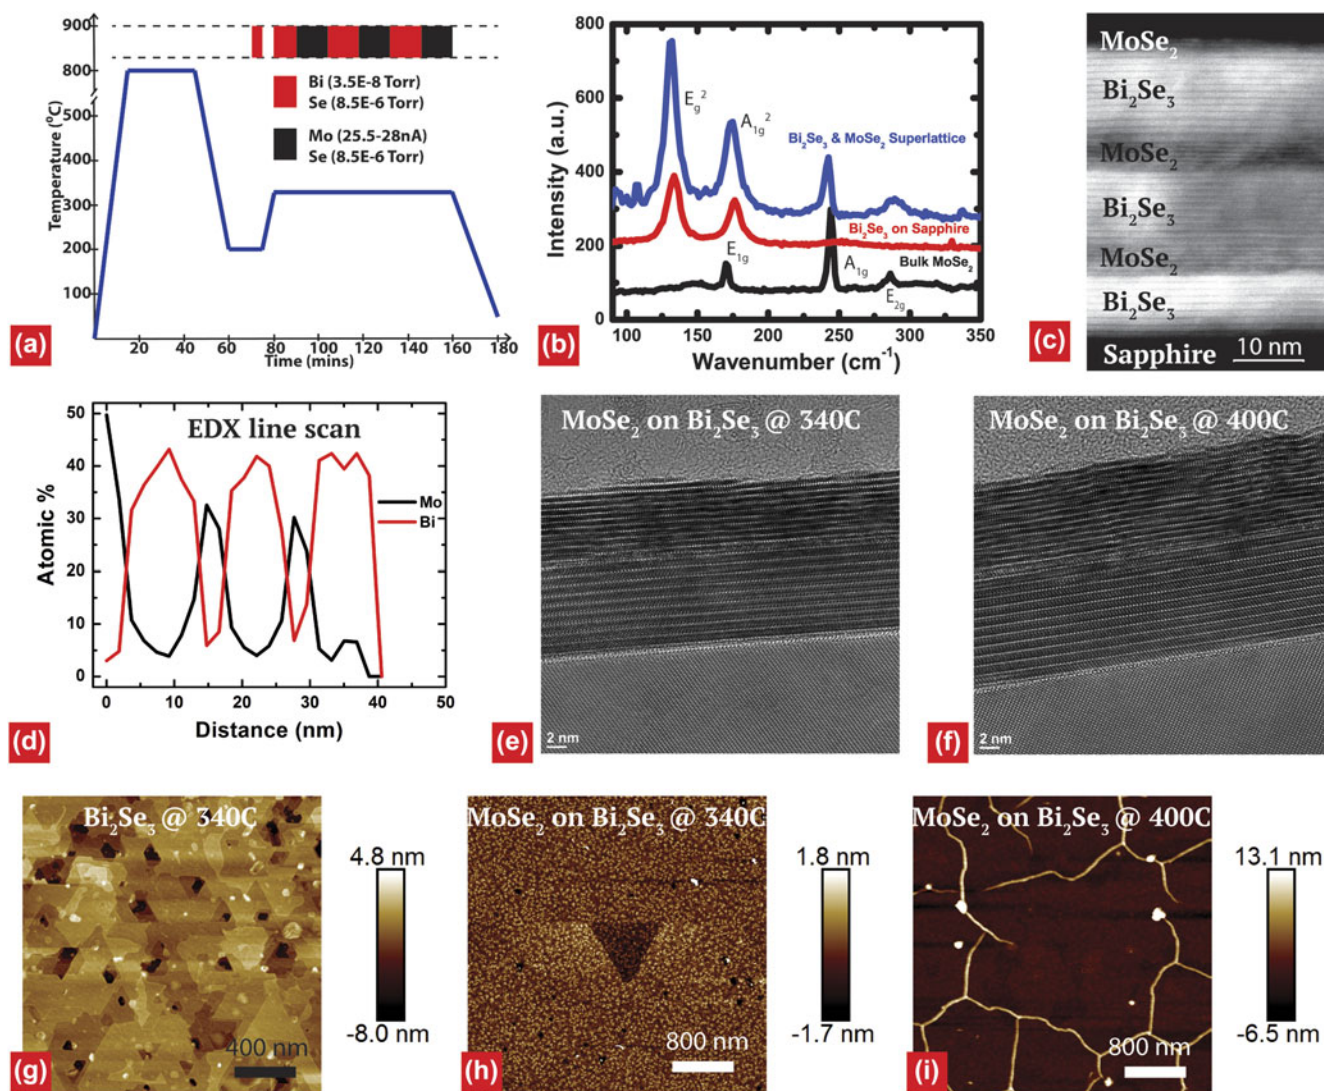 900
800
500
400
300
200
100
Temperature (⁰C)
Bi (3.5E-8 Torr)
Se (8.5E-6 Torr)
Mo (25.5-28nA)
Se (8.5E-6 Torr)
20 40 60 80 100 120 140 160 180
Time (mins)
(a)
800
600
400
200
0
Intensity (a.u.)
E_g²
A_1g²
Bi₂Se₃ & MoSe₂ Superlattice
Bi₂Se₃ on Sapphire
E_1g
Bulk MoSe₂
A_1g
E_2g
100 150 200 250 300 350
Wavenumber (cm⁻¹)
(b)
MoSe₂
Bi₂Se₃
MoSe₂
Bi₂Se₃
MoSe₂
Bi₂Se₃
Sapphire
10 nm
(c)
50
40
30
20
10
0
Atomic %
EDX line scan
Mo
Bi
0 10 20 30 40 50
Distance (nm)
(d)
MoSe₂ on Bi₂Se₃ @ 340C
2 nm
(e)
MoSe₂ on Bi₂Se₃ @ 400C
2 nm
(f)
Bi₂Se₃ @ 340C
400 nm
4.8 nm
-8.0 nm
(g)
MoSe₂ on Bi₂Se₃ @ 340C
800 nm
1.8 nm
-1.7 nm
(h)
MoSe₂ on Bi₂Se₃ @ 400C
800 nm
13.1 nm
-6.5 nm
(i)